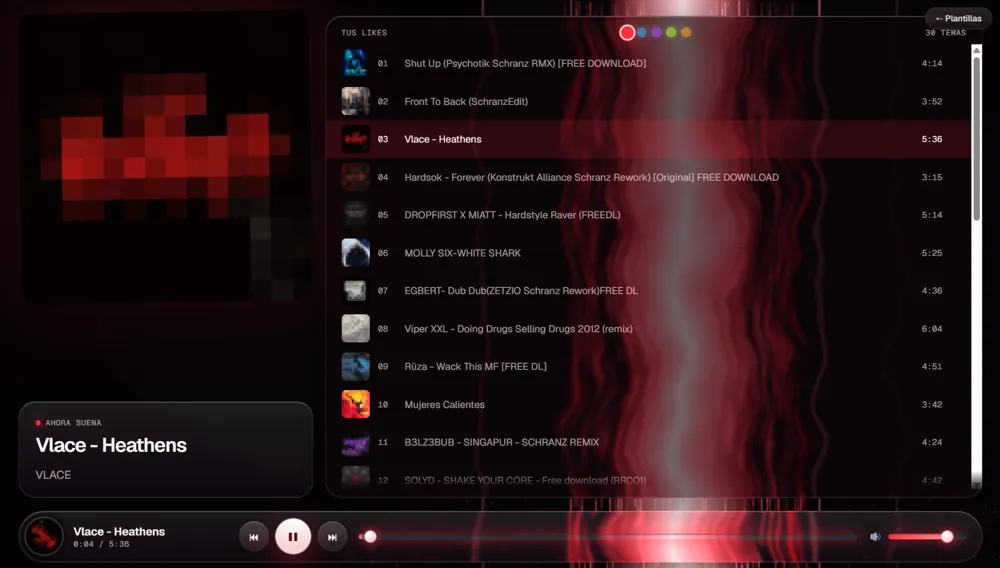 ← Plantillas
TUS LIKES
30 TEMAS
01 Shut Up (Psychotik Schranz RMX) [FREE DOWNLOAD] 4:14
02 Front To Back (SchranzEdit) 3:52
03 Vlace - Heathens 5:36
04 Hardsok - Forever (Konstrukt Alliance Schranz Rework) [Original] FREE DOWNLOAD 3:15
05 DROPFIRST X MIATT - Hardstyle Raver (FREEDL) 5:14
06 MOLLY SIX-WHITE SHARK 5:25
07 EGBERT- Dub Dub(ZETZIO Schranz Rework)FREE DL 4:36
08 Viper XXL - Doing Drugs Selling Drugs 2012 (remix) 6:04
09 Rüza - Wack This MF [FREE DL] 4:51
10 Mujeres Calientes 3:42
11 B3LZ3BUB - SINGAPUR - SCHRANZ REMIX 4:24
12 SOLYD - SHAKE YOUR CORE - Free download (RR001) 4:42
AHORA SUENA
Vlace - Heathens
VLACE
Vlace - Heathens
0:04 / 5:36